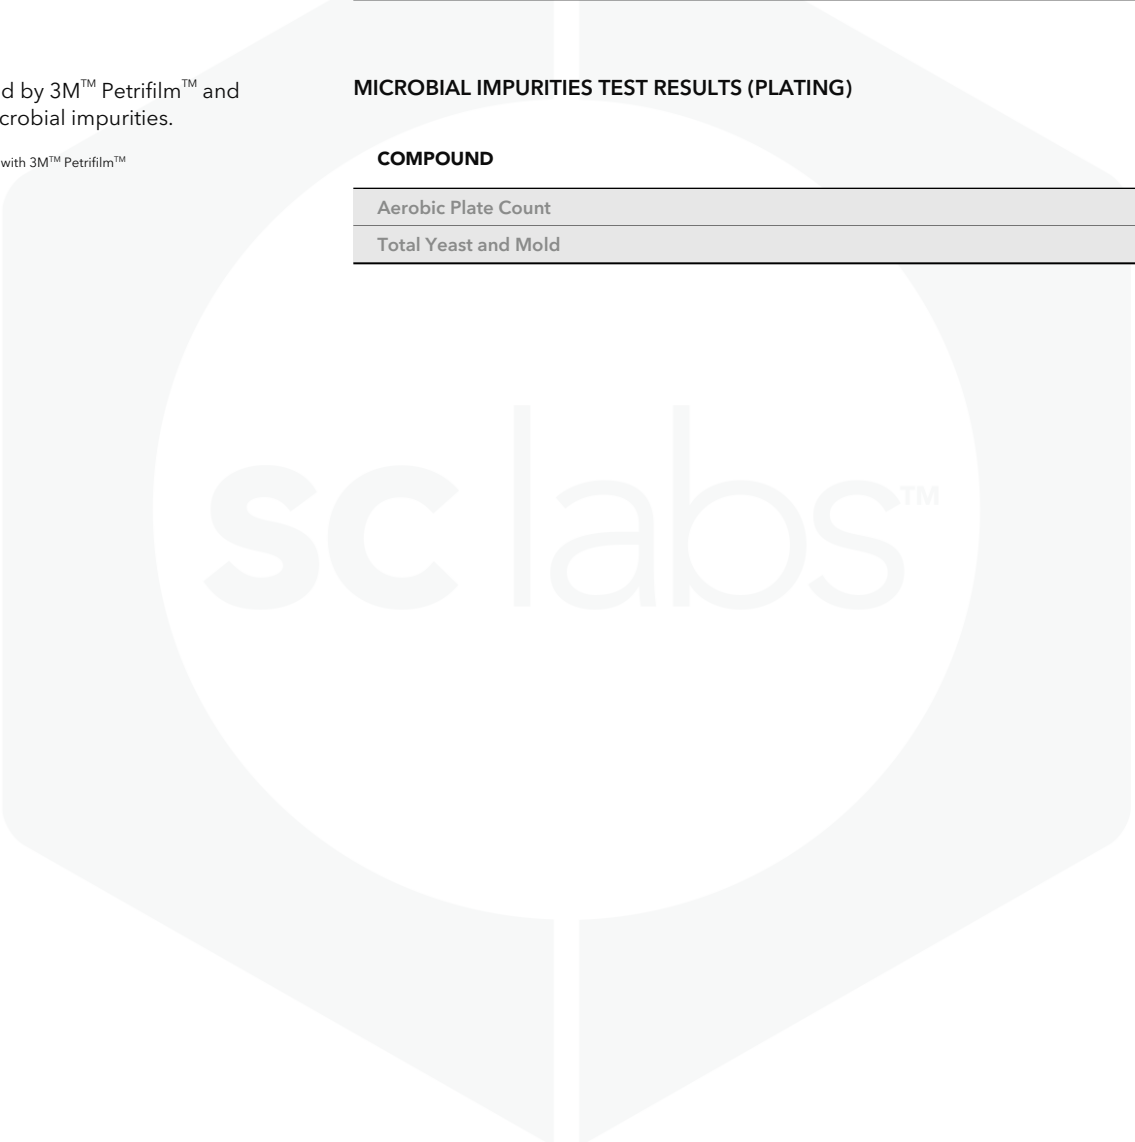 d by 3M™ Petrifilm™ and
crobial impurities.
with 3M™ Petrifilm™
MICROBIAL IMPURITIES TEST RESULTS (PLATING)
COMPOUND
Aerobic Plate Count
Total Yeast and Mold
sc labs™